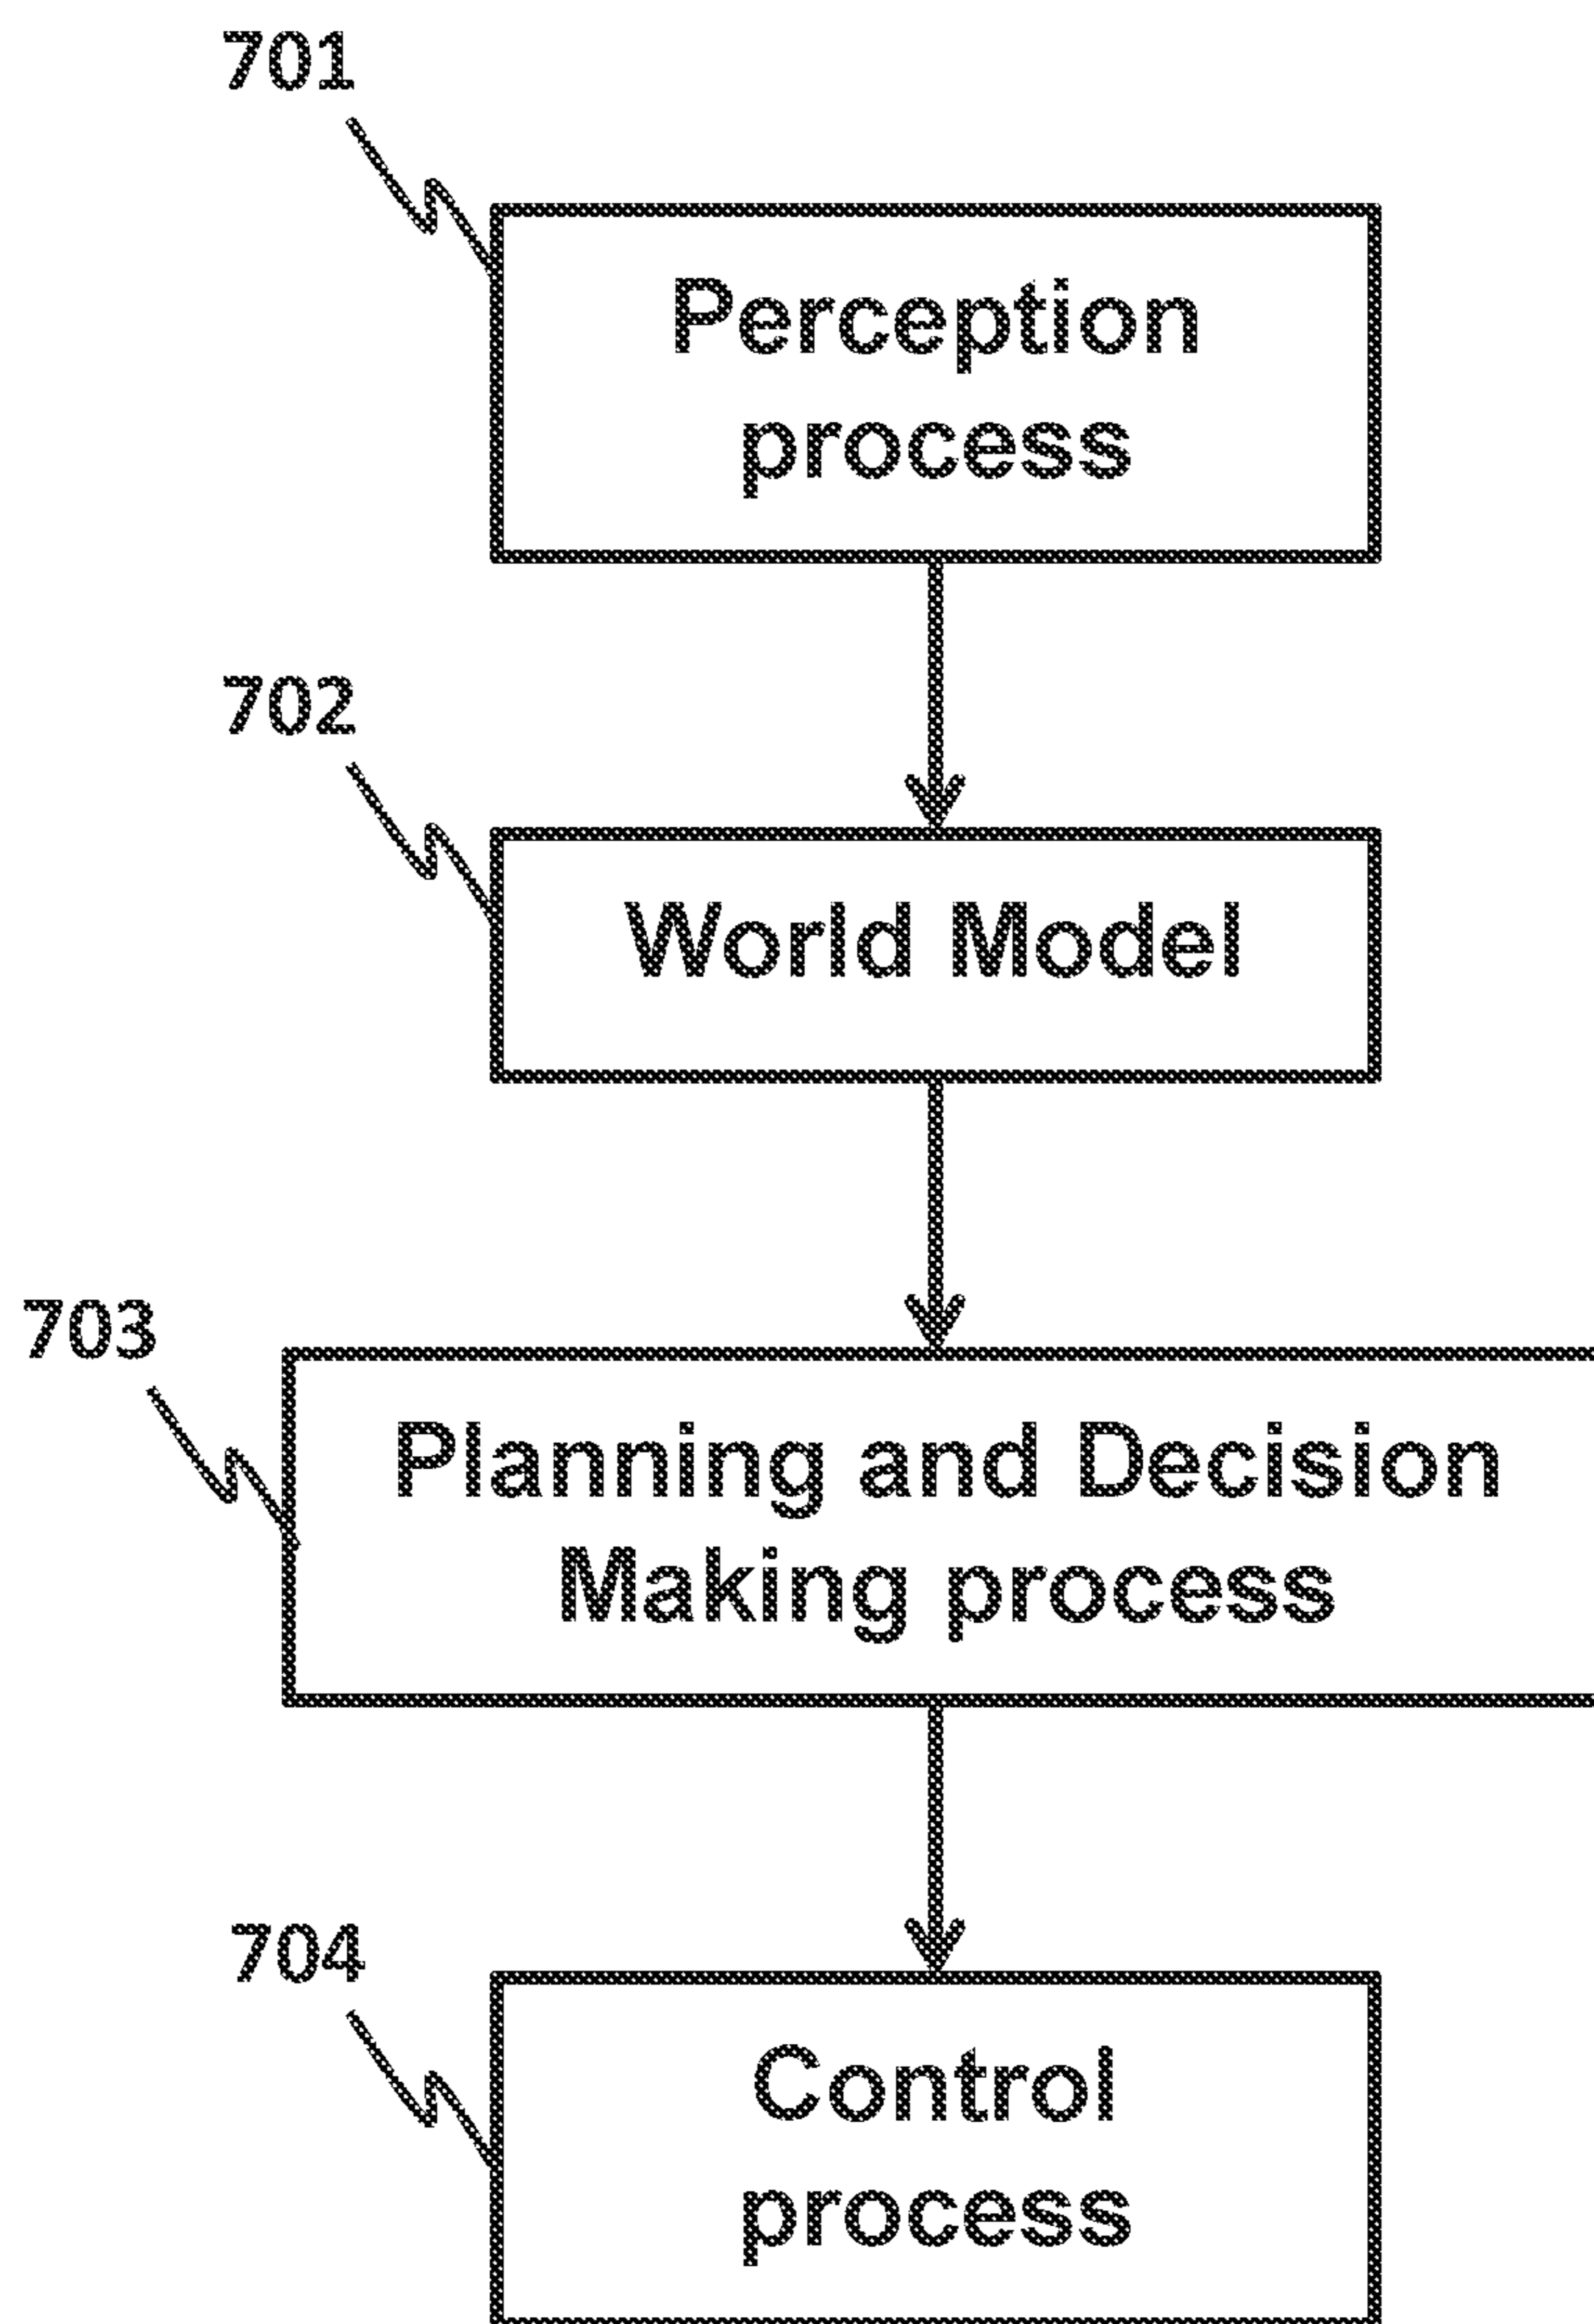 701
Perception
process
702
World Model
703
Planning and Decision
Making process
704
Control
process